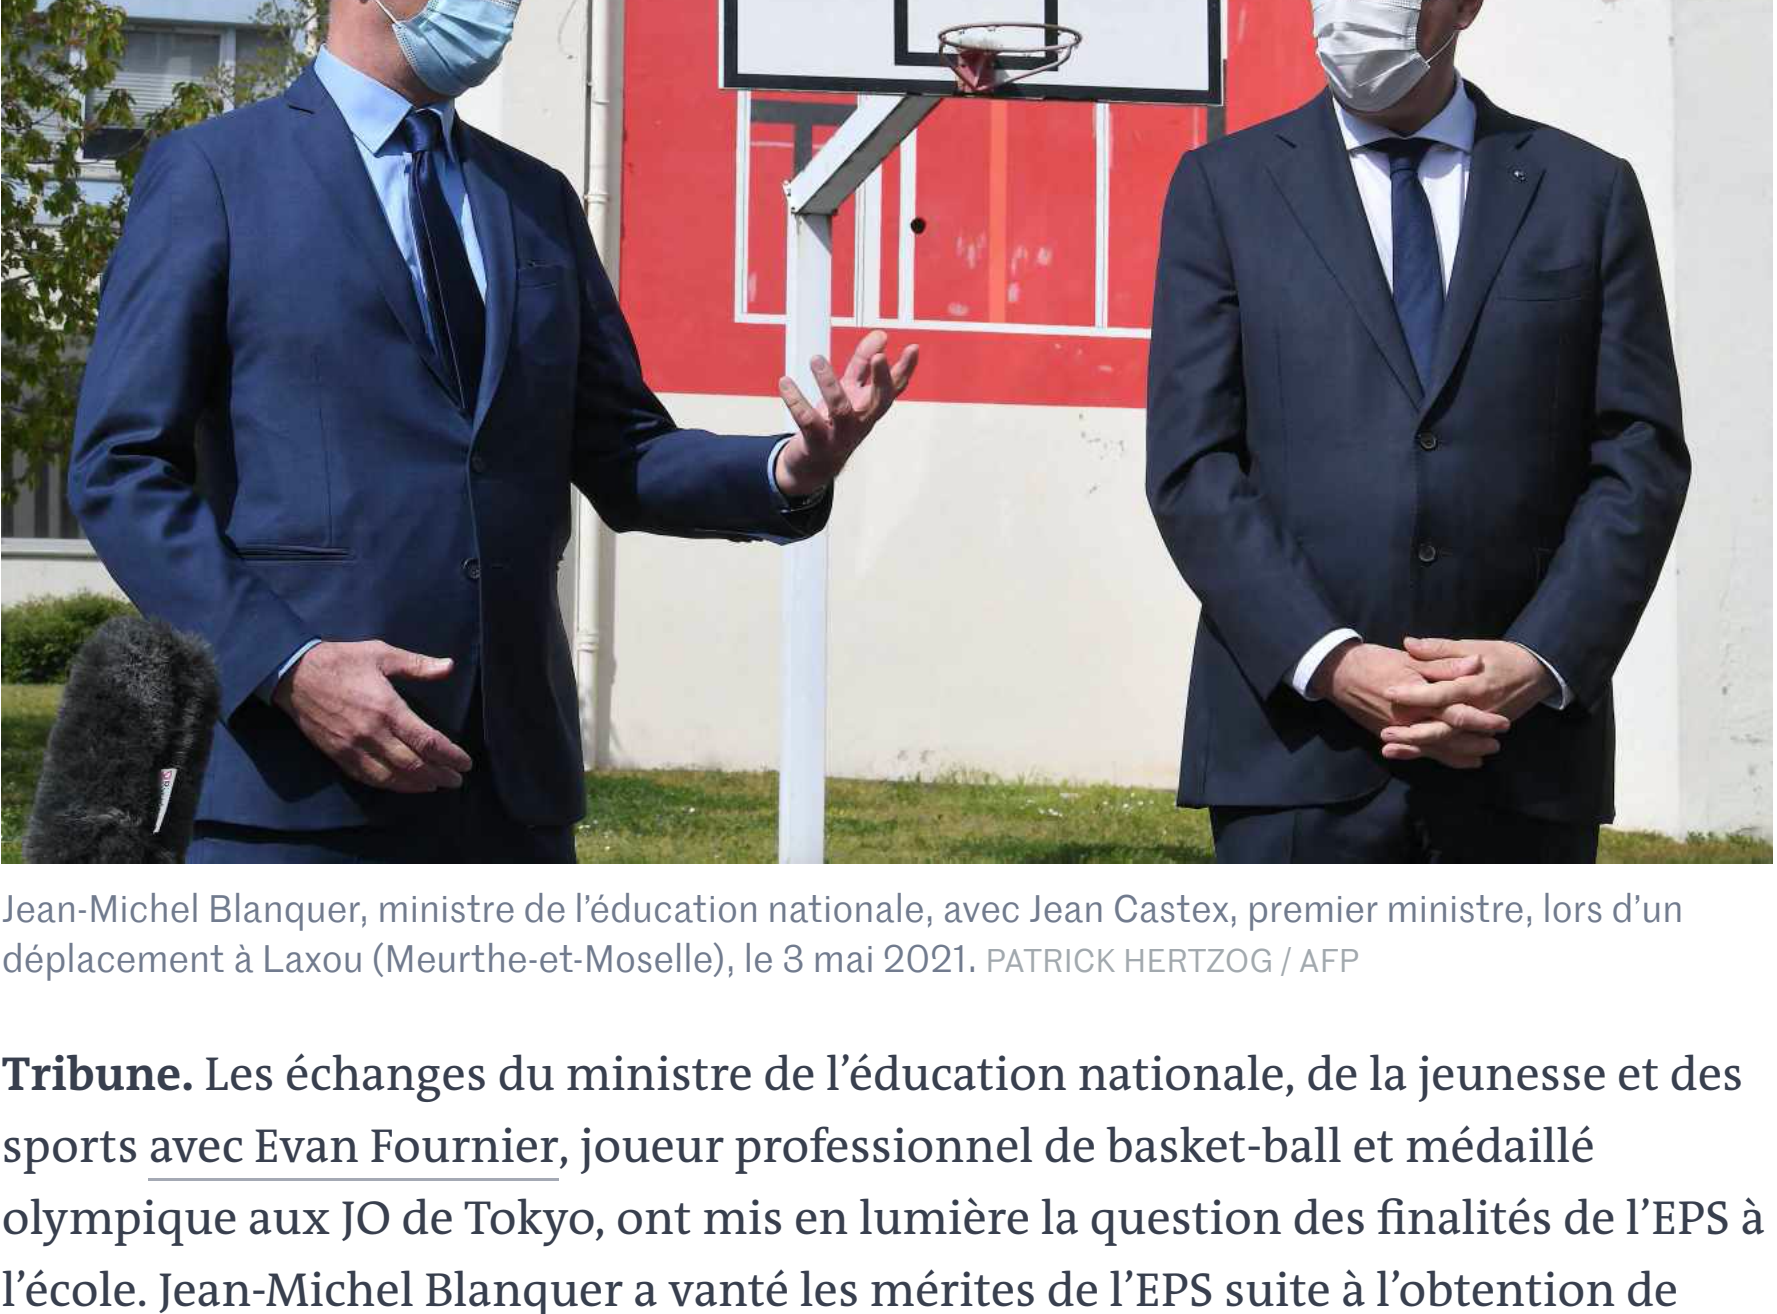 Jean-Michel Blanquer, ministre de l’éducation nationale, avec Jean Castex, premier ministre, lors d’un
déplacement à Laxou (Meurthe-et-Moselle), le 3 mai 2021. PATRICK HERTZOG / AFP
Tribune. Les échanges du ministre de l’éducation nationale, de la jeunesse et des
sports avec Evan Fournier, joueur professionnel de basket-ball et médaillé
olympique aux JO de Tokyo, ont mis en lumière la question des finalités de l’EPS à
l’école. Jean-Michel Blanquer a vanté les mérites de l’EPS suite à l’obtention de